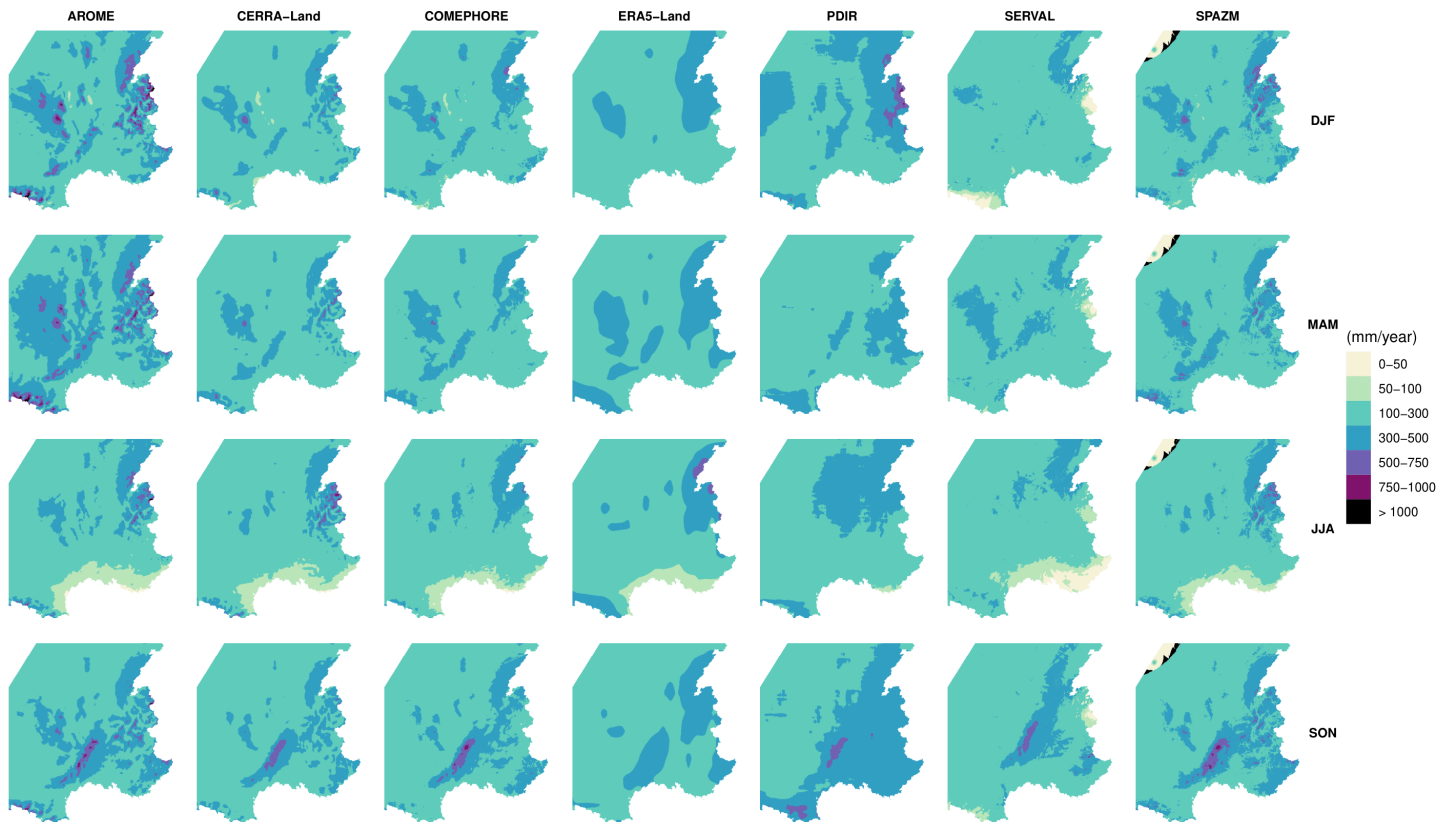 AROME
CERRA−Land
COMEPHORE
ERA5−Land
PDIR
SERVAL
SPAZM
DJF
MAM
(mm/year)
0−50
50−100
100−300
300−500
500−750
750−1000
> 1000
JJA
SON